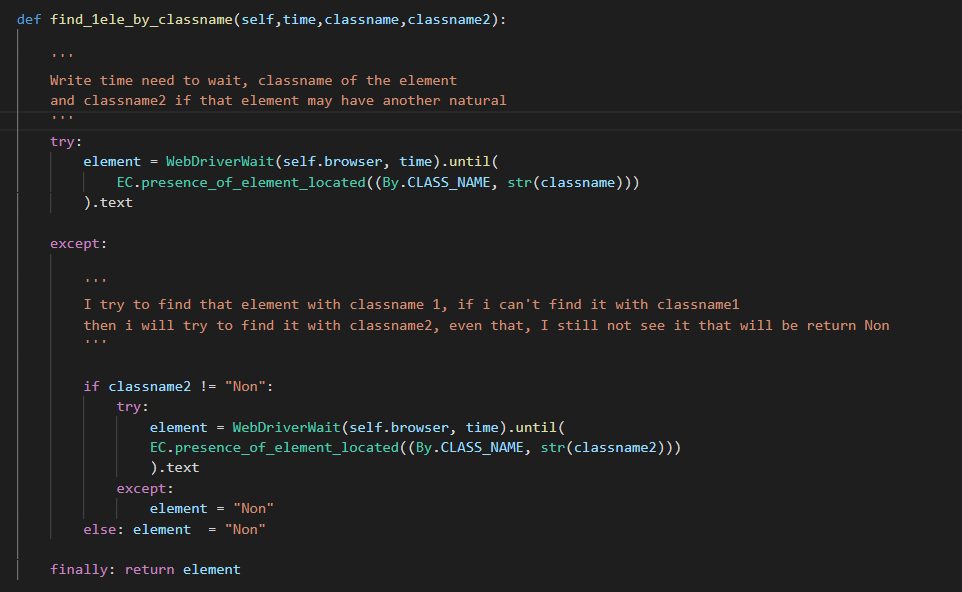 def find_1ele_by_classname(self,time,classname,classname2):
'''
Write time need to wait, classname of the element
and classname2 if that element may have another natural
'''
try:
element = WebDriverWait(self.browser, time).until(
EC.presence_of_element_located((By.CLASS_NAME, str(classname)))
).text
except:
'''
I try to find that element with classname 1, if i can't find it with classname1
then i will try to find it with classname2, even that, I still not see it that will be return Non
'''
if classname2 != "Non":
try:
element = WebDriverWait(self.browser, time).until(
EC.presence_of_element_located((By.CLASS_NAME, str(classname2)))
).text
except:
element = "Non"
else: element  = "Non"
finally: return element